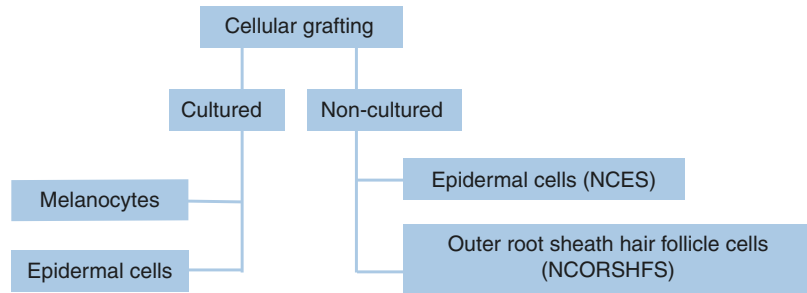 Cellular grafting
Cultured
Non-cultured
Melanocytes
Epidermal cells
Epidermal cells (NCES)
Outer root sheath hair follicle cells
(NCORSHFS)